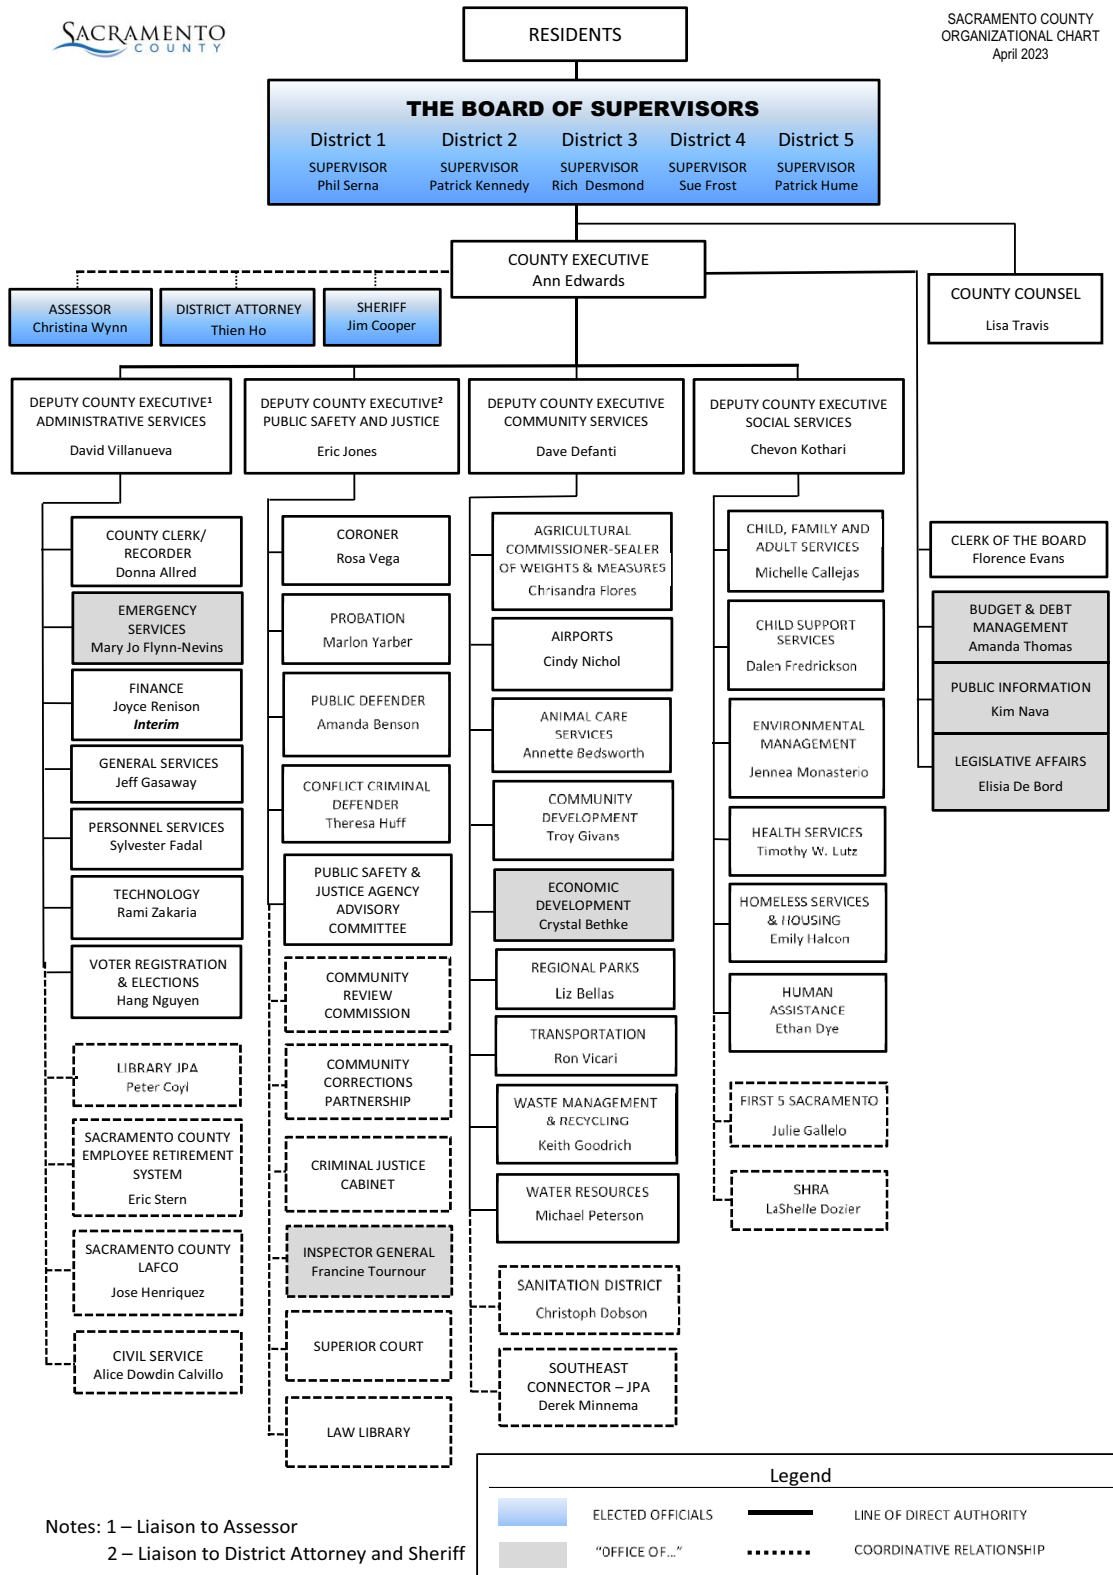 SACRAMENTO
COUNTY
RESIDENTS
SACRAMENTO COUNTY
ORGANIZATIONAL CHART
April 2023
THE BOARD OF SUPERVISORS
District 1
SUPERVISOR
Phil Serna
District 2
SUPERVISOR
Patrick Kennedy
District 3
SUPERVISOR
Rich Desmond
District 4
SUPERVISOR
Sue Frost
District 5
SUPERVISOR
Patrick Hume
COUNTY EXECUTIVE
Ann Edwards
COUNTY COUNSEL
Lisa Travis
ASSESSOR
Christina Wynn
DISTRICT ATTORNEY
Thien Ho
SHERIFF
Jim Cooper
DEPUTY COUNTY EXECUTIVE¹
ADMINISTRATIVE SERVICES
David Villanueva
DEPUTY COUNTY EXECUTIVE²
PUBLIC SAFETY AND JUSTICE
Eric Jones
DEPUTY COUNTY EXECUTIVE
COMMUNITY SERVICES
Dave Defanti
DEPUTY COUNTY EXECUTIVE
SOCIAL SERVICES
Chevon Kothari
COUNTY CLERK/
RECORDER
Donna Allred
EMERGENCY
SERVICES
Mary Jo Flynn-Nevins
FINANCE
Joyce Renison
Interim
GENERAL SERVICES
Jeff Gasaway
PERSONNEL SERVICES
Sylvester Fadal
TECHNOLOGY
Rami Zakaria
VOTER REGISTRATION
& ELECTIONS
Hang Nguyen
LIBRARY JPA
Peter Coyl
SACRAMENTO COUNTY
EMPLOYEE RETIREMENT
SYSTEM
Eric Stern
SACRAMENTO COUNTY
LAFCO
Jose Henriquez
CIVIL SERVICE
Alice Dowdin Calvillo
CORONER
Rosa Vega
PROBATION
Marlon Yarber
PUBLIC DEFENDER
Amanda Benson
CONFLICT CRIMINAL
DEFENDER
Theresa Huff
PUBLIC SAFETY &
JUSTICE AGENCY
ADVISORY
COMMITTEE
COMMUNITY
REVIEW
COMMISSION
COMMUNITY
CORRECTIONS
PARTNERSHIP
CRIMINAL JUSTICE
CABINET
INSPECTOR GENERAL
Francine Tournour
SUPERIOR COURT
LAW LIBRARY
AGRICULTURAL
COMMISSIONER-SEALER
OF WEIGHTS & MEASURES
Chrisandra Flores
AIRPORTS
Cindy Nichol
ANIMAL CARE
SERVICES
Annette Bedsworth
COMMUNITY
DEVELOPMENT
Troy Givans
ECONOMIC
DEVELOPMENT
Crystal Bethke
REGIONAL PARKS
Liz Bellas
TRANSPORTATION
Ron Vicari
WASTE MANAGEMENT
& RECYCLING
Keith Goodrich
WATER RESOURCES
Michael Peterson
SANITATION DISTRICT
Christoph Dobson
SOUTHEAST
CONNECTOR – JPA
Derek Minnema
CHILD, FAMILY AND
ADULT SERVICES
Michelle Callejas
CHILD SUPPORT
SERVICES
Dalen Fredrickson
ENVIRONMENTAL
MANAGEMENT
Jennea Monasterio
HEALTH SERVICES
Timothy W. Lutz
HOMELESS SERVICES
& HOUSING
Emily Halcon
HUMAN
ASSISTANCE
Ethan Dye
FIRST 5 SACRAMENTO
Julie Gallelo
SHRA
LaShelle Dozier
CLERK OF THE BOARD
Florence Evans
BUDGET & DEBT
MANAGEMENT
Amanda Thomas
PUBLIC INFORMATION
Kim Nava
LEGISLATIVE AFFAIRS
Elisia De Bord
Notes: 1 – Liaison to Assessor
2 – Liaison to District Attorney and Sheriff
Legend
ELECTED OFFICIALS
LINE OF DIRECT AUTHORITY
"OFFICE OF..."
COORDINATIVE RELATIONSHIP